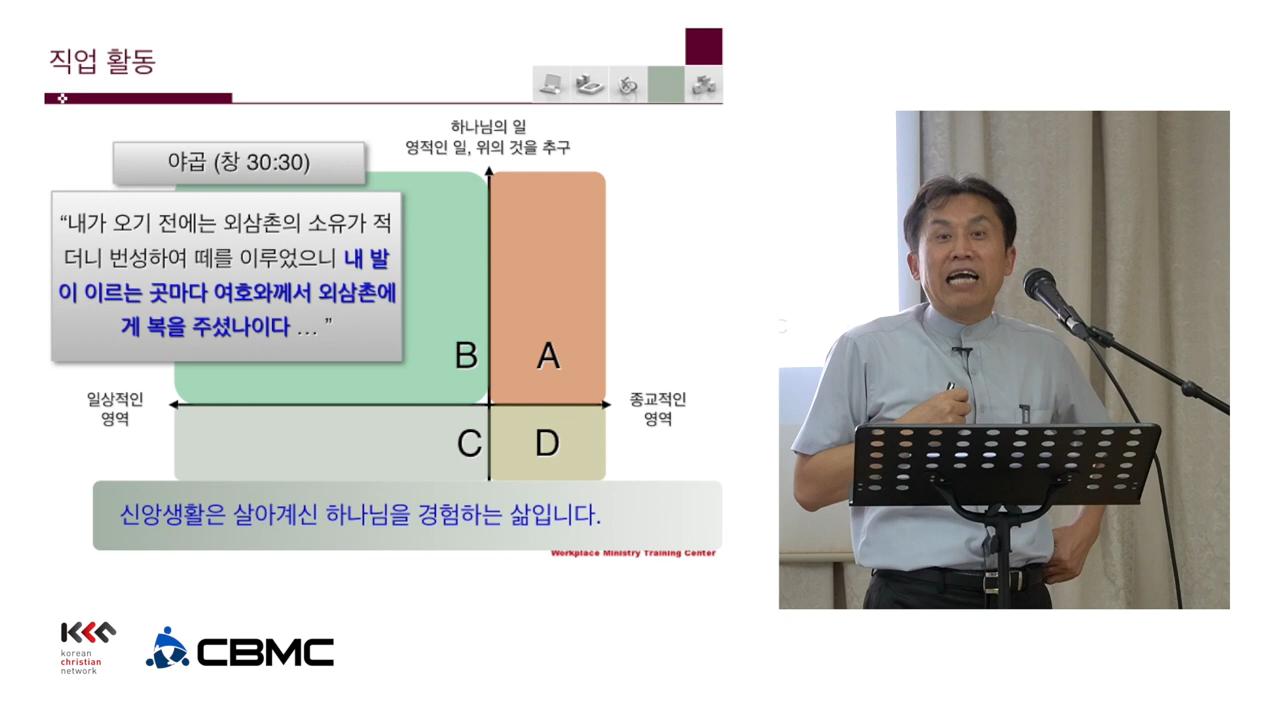 직업 활동
하나님의 일
영적인 일, 위의 것을 추구
야곱 (창 30:30)
“내가 오기 전에는 외삼촌의 소유가 적
더니 번성하여 떼를 이루었으니 내 발
이 이르는 곳마다 여호와께서 외삼촌에
게 복을 주셨나이다 … ”
B
A
일상적인
영역
종교적인
영역
C
D
신앙생활은 살아계신 하나님을 경험하는 삶입니다.
Workplace Ministry Training Center
kcn
korean
christian
network
CBMC